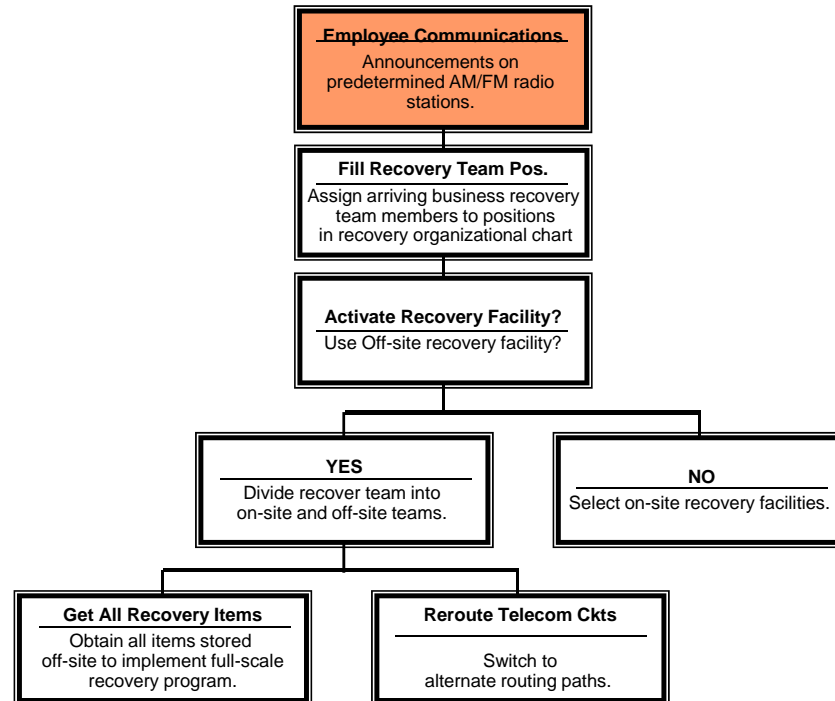 Employee Communications
Announcements on
predetermined AM/FM radio
stations.
Fill Recovery Team Pos.
Assign arriving business recovery
team members to positions
in recovery organizational chart
Activate Recovery Facility?
Use Off-site recovery facility?
YES
Divide recover team into
on-site and off-site teams.
NO
Select on-site recovery facilities.
Get All Recovery Items
Obtain all items stored
off-site to implement full-scale
recovery program.
Reroute Telecom Ckts
Switch to
alternate routing paths.